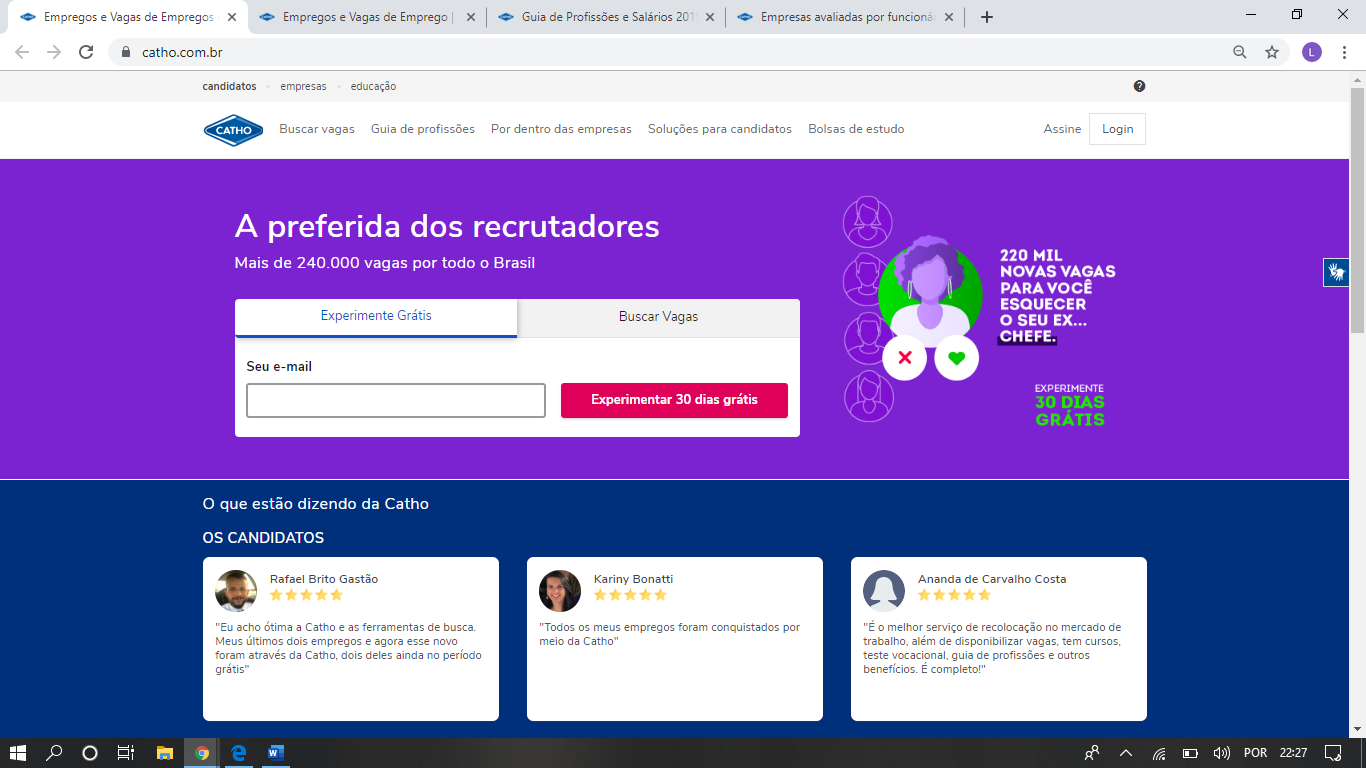 Empregos e Vagas de Empregos
Empregos e Vagas de Emprego |
Guia de Profissões e Salários 201
Empresas avaliadas por funcioná
catho.com.br
L
candidatos
empresas
educação
CATHO
Buscar vagas
Guia de profissões
Por dentro das empresas
Soluções para candidatos
Bolsas de estudo
Assine
Login
A preferida dos recrutadores
Mais de 240.000 vagas por todo o Brasil
Experimente Grátis
Buscar Vagas
Seu e-mail
Experimentar 30 dias grátis
220 MIL
NOVAS VAGAS
PARA VOCÊ
ESQUECER
O SEU EX...
CHEFE.
EXPERIMENTE
30 DIAS
GRÁTIS
O que estão dizendo da Catho
OS CANDIDATOS
Rafael Brito Gastão
"Eu acho ótima a Catho e as ferramentas de busca.
Meus últimos dois empregos e agora esse novo
foram através da Catho, dois deles ainda no período
grátis"
Kariny Bonatti
"Todos os meus empregos foram conquistados por
meio da Catho"
Ananda de Carvalho Costa
"É o melhor serviço de recolocação no mercado de
trabalho, além de disponibilizar vagas, tem cursos,
teste vocacional, guia de profissões e outros
benefícios. É completo!"
POR
22:27